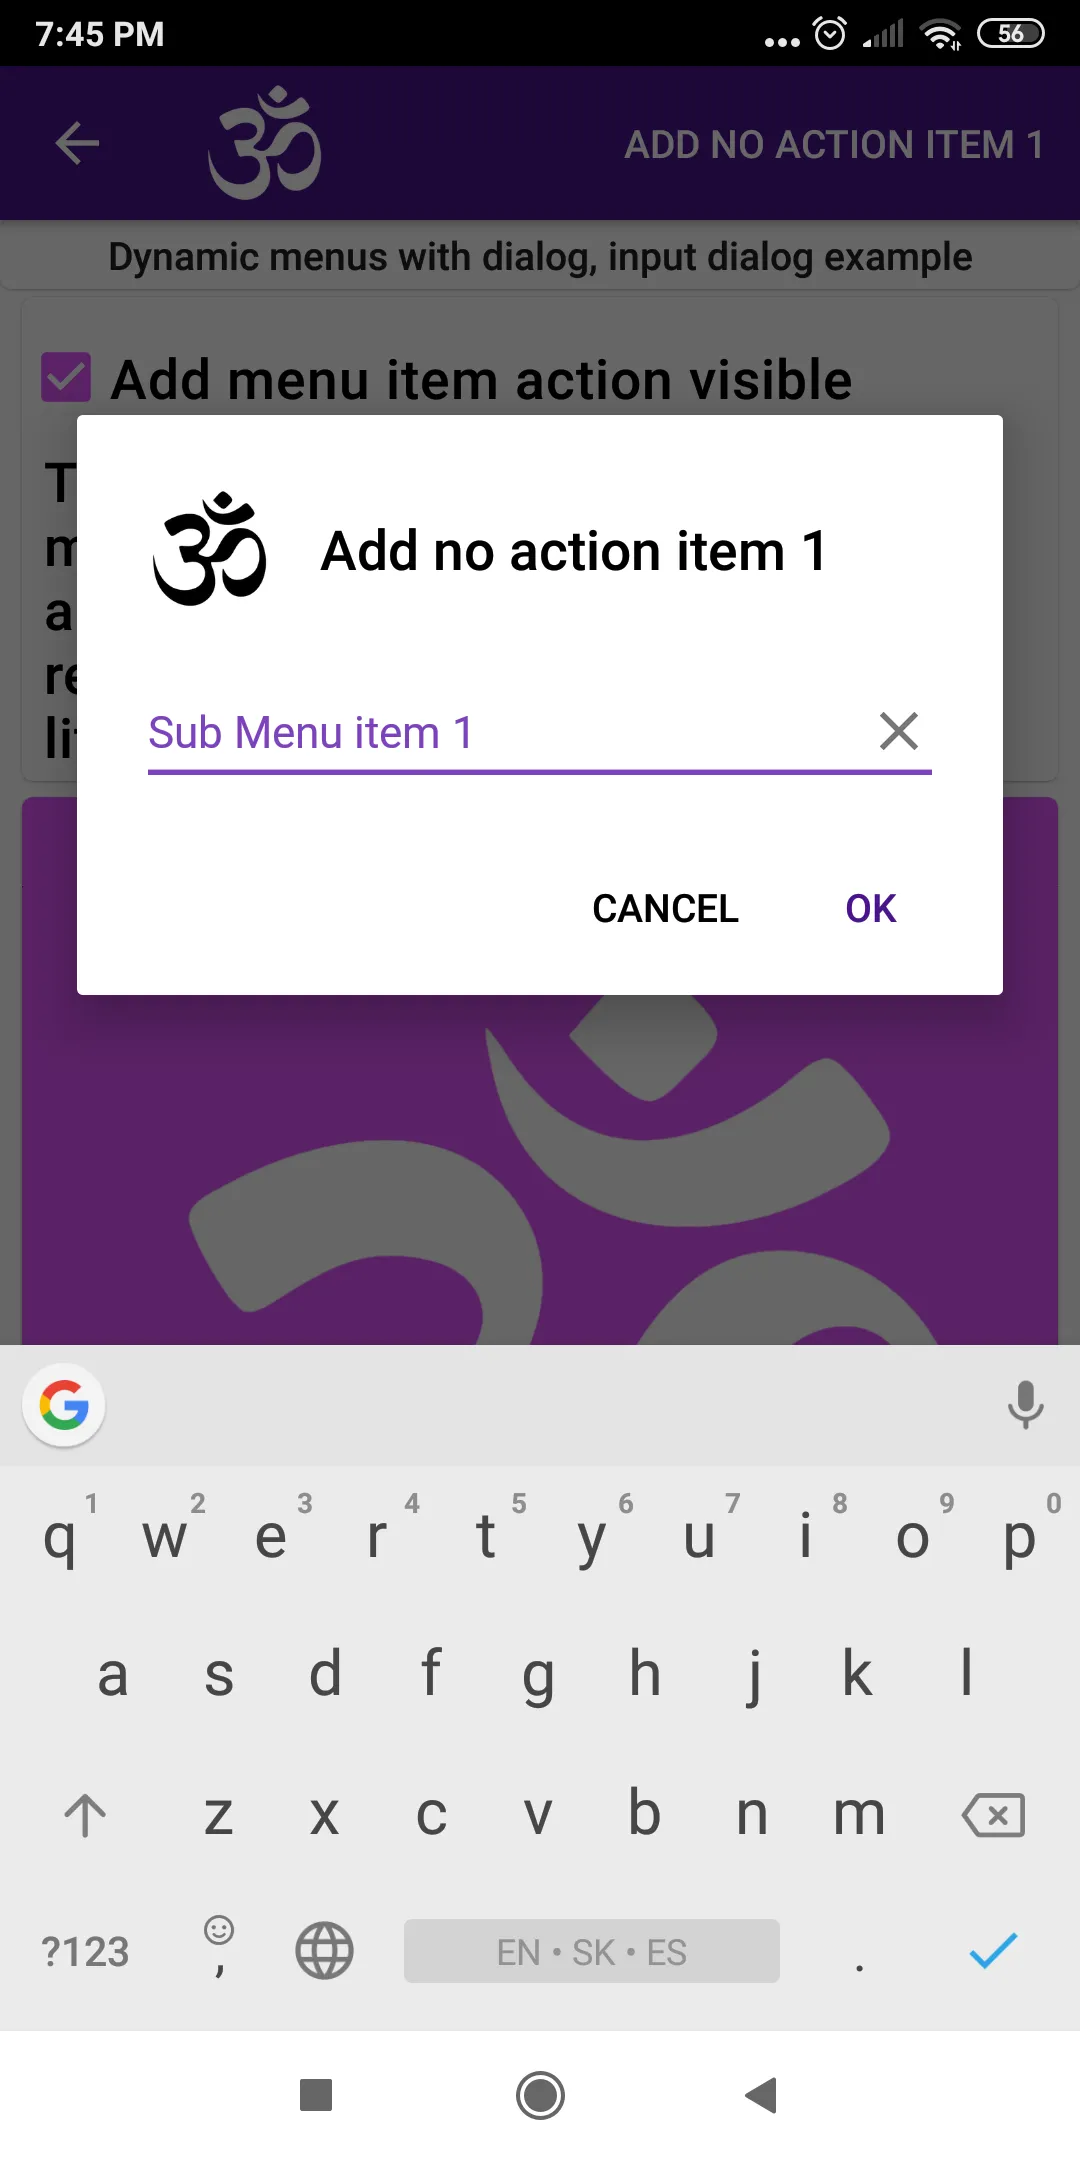 7:45 PM
56
ॐ
ADD NO ACTION ITEM 1
Dynamic menus with dialog, input dialog example
Add menu item action visible
ॐ
Add no action item 1
Sub Menu item 1
CANCEL
OK
G
1 2 3 4 5 6 7 8 9 0
q w e r t y u i o p
a s d f g h j k l
z x c v b n m
?123 , EN • SK • ES .